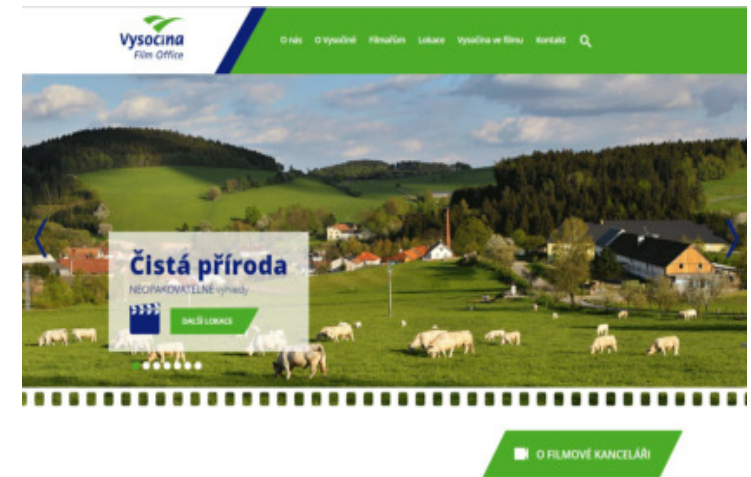 Vysočina
Film Office
O nás O Vysočině Filmařům Lokace Vysočina ve filmu Kontakt
Čistá příroda
NEOPAKOVATELNÉ výhledy
DALŠÍ LOKACE
O FILMOVÉ KANCELÁŘI